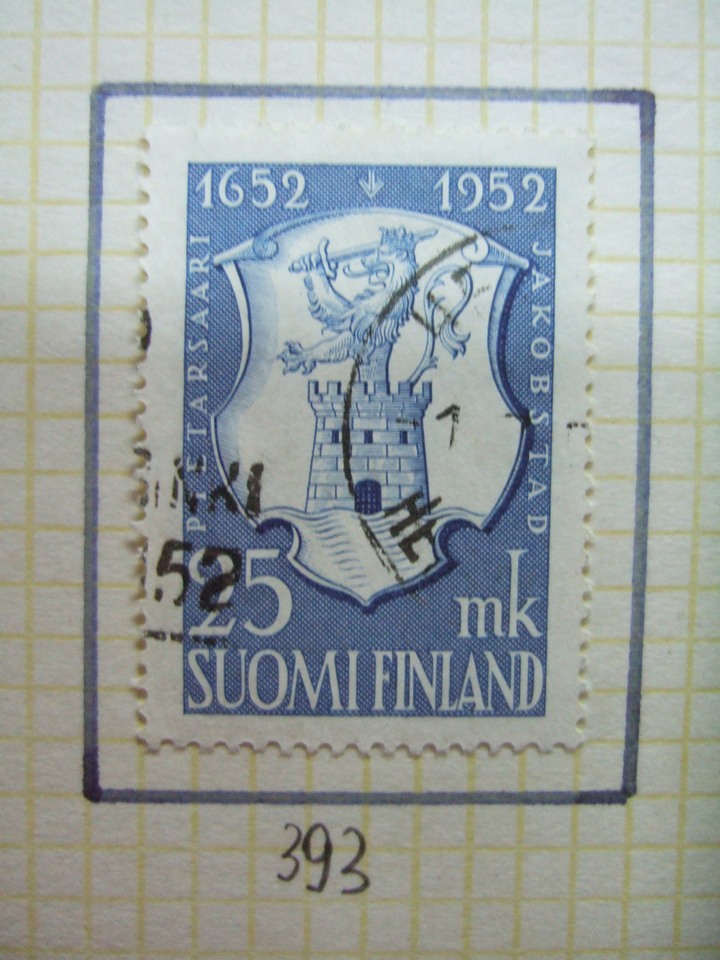 1652 1952
PIETARSAARI
JAKOBSTAD
25 mk
SUOMI FINLAND
393